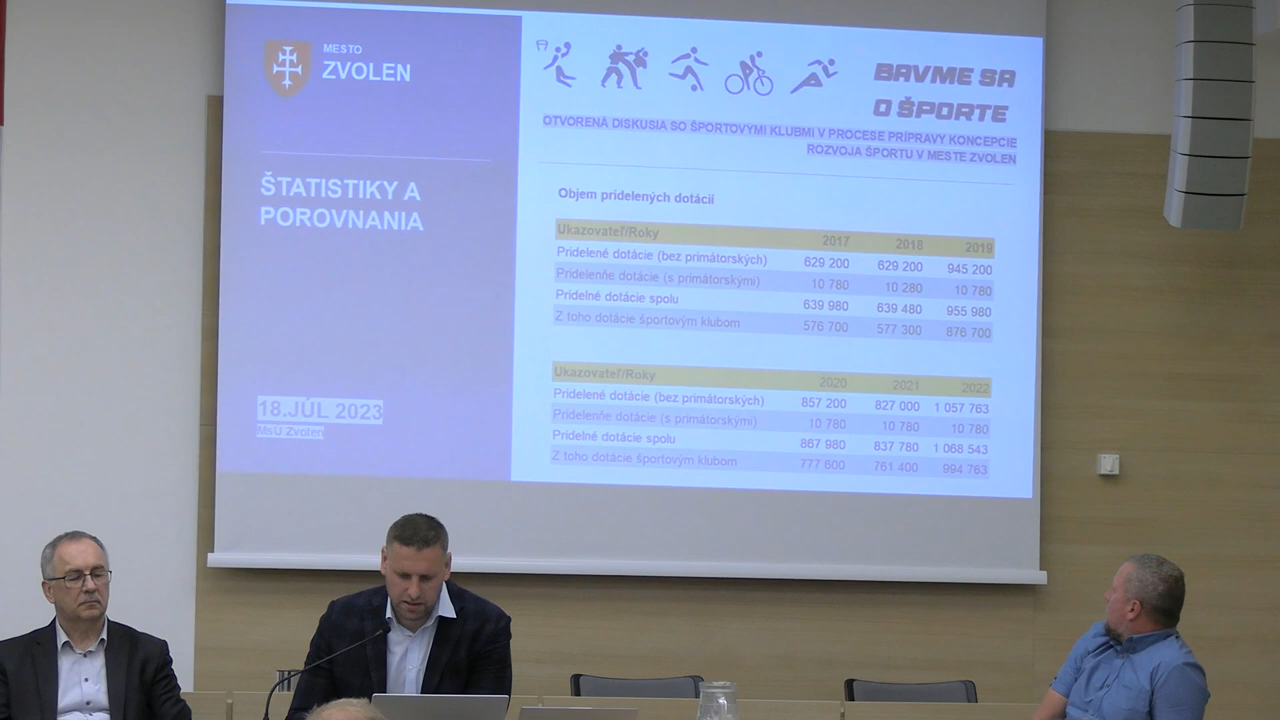 MESTO
ZVOLEN
ŠTATISTIKY A
POROVNANIA
18.JÚL 2023
MsÚ Zvolen
BAVME SA
O ŠPORTE
OTVORENÁ DISKUSIA SO ŠPORTOVÝMI KLUBMI V PROCESE PRÍPRAVY KONCEPCIE
ROZVOJA ŠPORTU V MESTE ZVOLEN
Objem pridelených dotácií
Ukazovateľ/Roky 2017 2018 2019
Pridelené dotácie (bez primátorských) 629 200 629 200 945 200
Pridelenňe dotácie (s primátorskými) 10 780 10 280 10 780
Pridelné dotácie spolu 639 980 639 480 955 980
Z toho dotácie športovým klubom 576 700 577 300 876 700
Ukazovateľ/Roky 2020 2021 2022
Pridelené dotácie (bez primátorských) 857 200 827 000 1 057 763
Pridelenňe dotácie (s primátorskými) 10 780 10 780 10 780
Pridelné dotácie spolu 867 980 837 780 1 068 543
Z toho dotácie športovým klubom 777 600 761 400 994 763